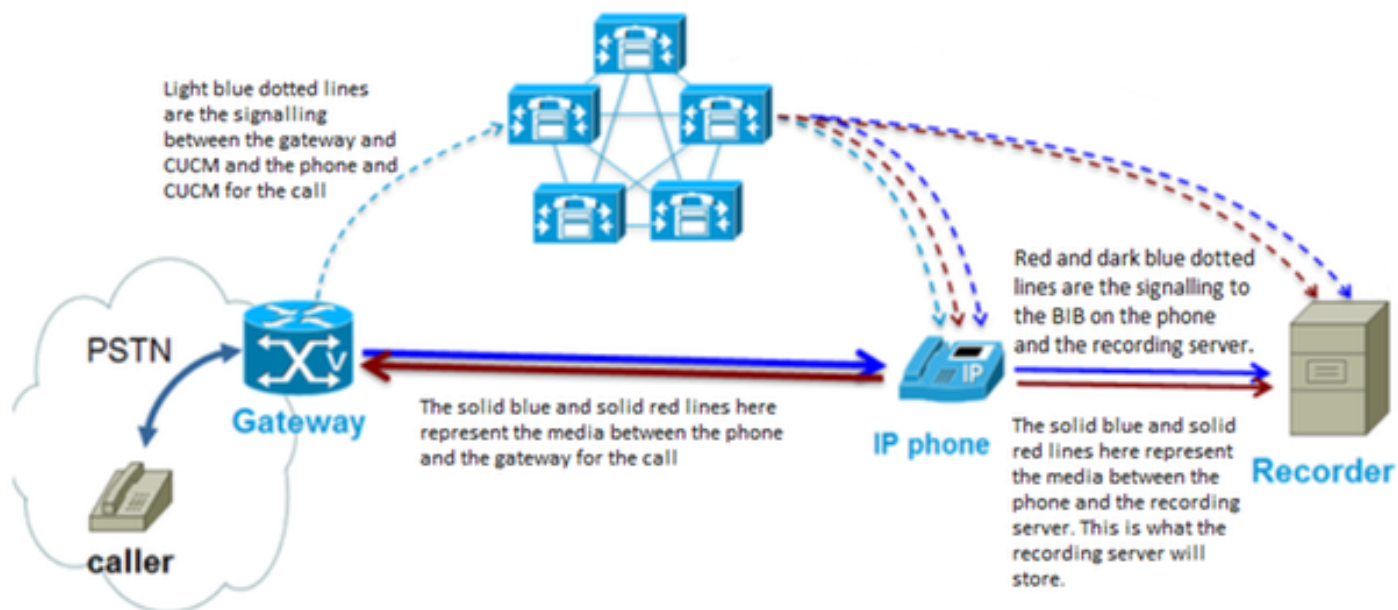 Light blue dotted lines
are the signalling
between the gateway and
CUCM and the phone and
CUCM for the call
PSTN
V
Gateway
caller
The solid blue and solid red lines here
represent the media between the phone
and the gateway for the call
IP
IP phone
Red and dark blue dotted
lines are the signalling to
the BIB on the phone
and the recording server.
The solid blue and solid
red lines here represent
the media between the
phone and the recording
server. This is what the
recording server will
store.
Recorder